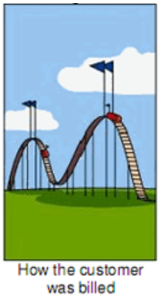 How the customer
was billed